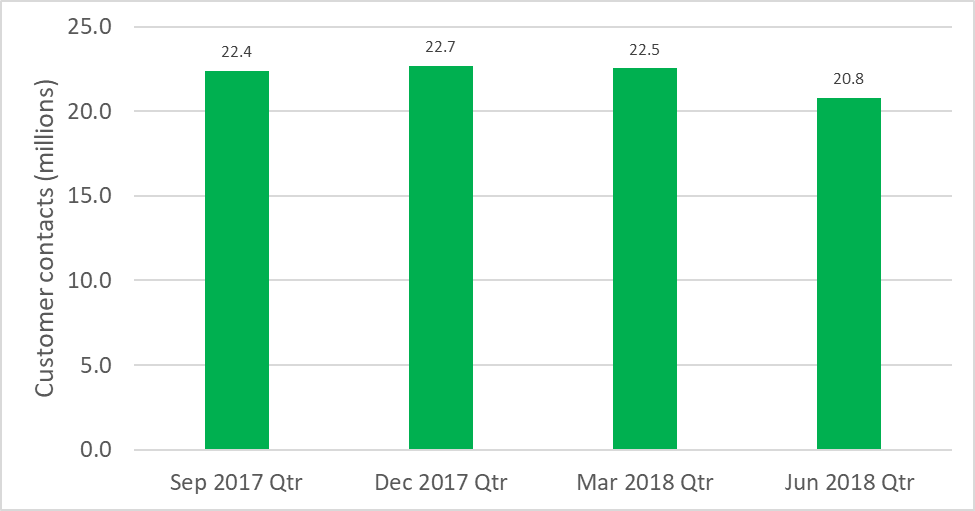 25.0
22.4
22.7
22.5
20.8
20.0
15.0
10.0
5.0
0.0
Customer contacts (millions)
Sep 2017 Qtr
Dec 2017 Qtr
Mar 2018 Qtr
Jun 2018 Qtr